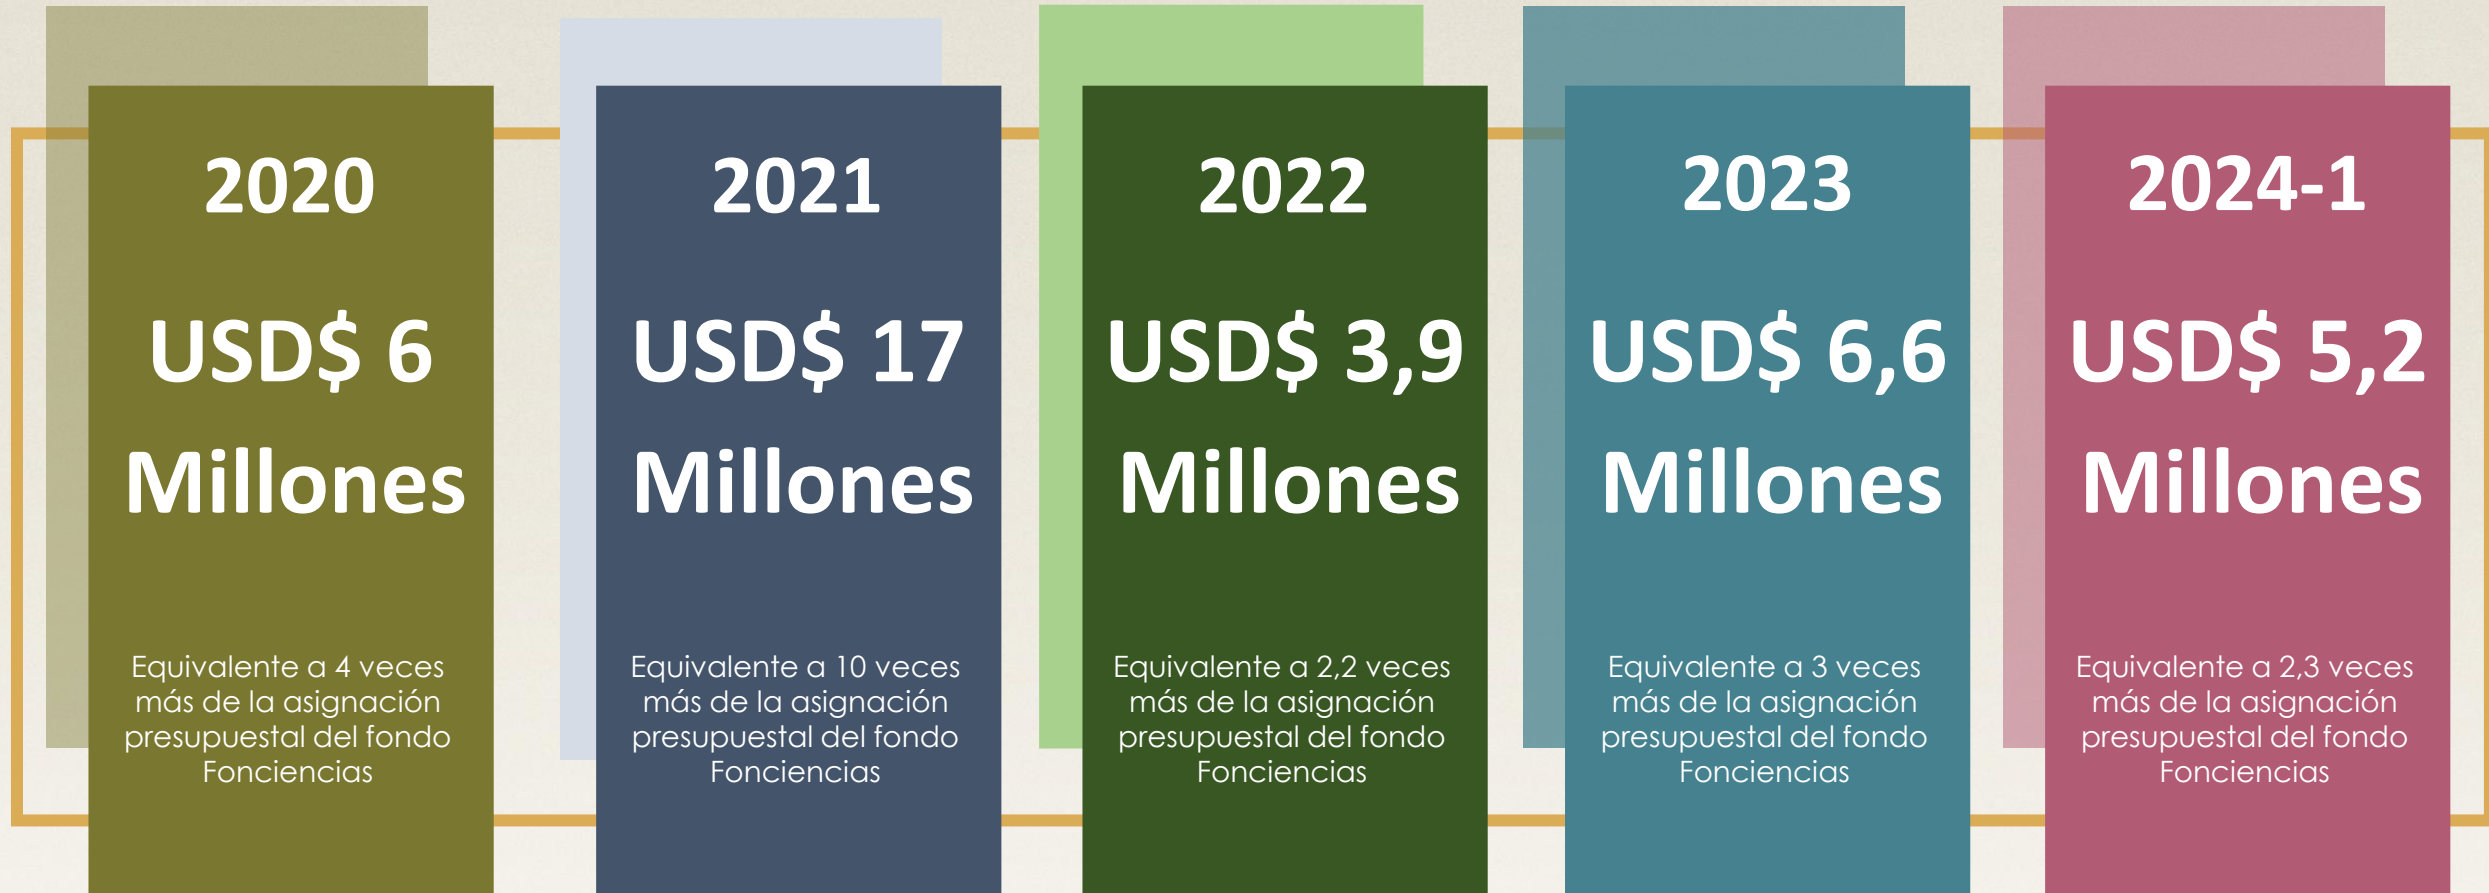 2020
USD$ 6
Millones
Equivalente a 4 veces
más de la asignación
presupuestal del fondo
Fonciencias
2021
USD$ 17
Millones
Equivalente a 10 veces
más de la asignación
presupuestal del fondo
Fonciencias
2022
USD$ 3,9
Millones
Equivalente a 2,2 veces
más de la asignación
presupuestal del fondo
Fonciencias
2023
USD$ 6,6
Millones
Equivalente a 3 veces
más de la asignación
presupuestal del fondo
Fonciencias
2024-1
USD$ 5,2
Millones
Equivalente a 2,3 veces
más de la asignación
presupuestal del fondo
Fonciencias